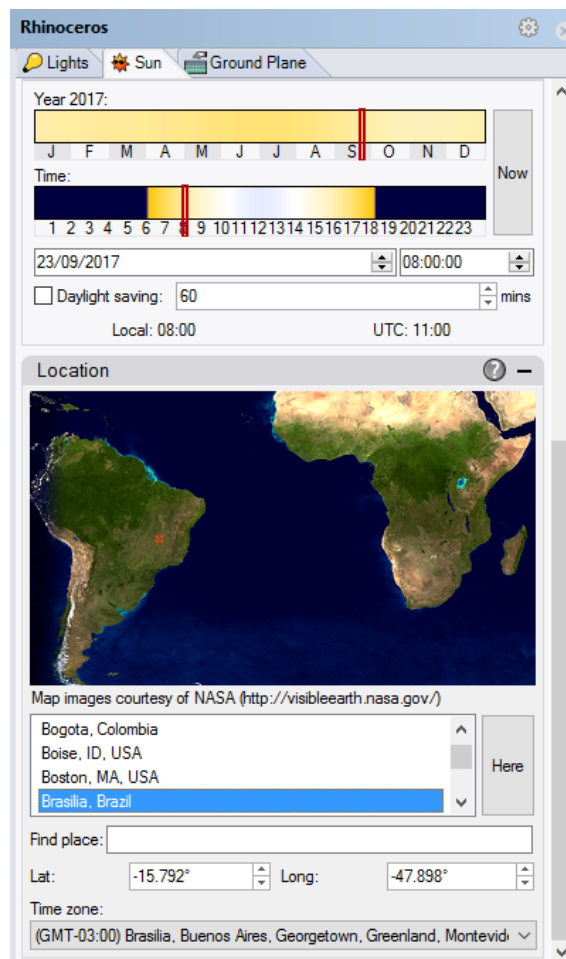 Rhinoceros
Lights Sun Ground Plane
Year 2017:
J F M A M J J A S O N D
Now
Time:
1 2 3 4 5 6 7 8 9 10 11 12 13 14 15 16 17 18 19 20 21 22 23
23/09/2017 08:00:00
Daylight saving: 60 mins
Local: 08:00 UTC: 11:00
Location
Map images courtesy of NASA (http://visibleearth.nasa.gov/)
Bogota, Colombia
Boise, ID, USA
Boston, MA, USA
Brasilia, Brazil
Here
Find place:
Lat: -15.792° Long: -47.898°
Time zone:
(GMT-03:00) Brasilia, Buenos Aires, Georgetown, Greenland, Montevid